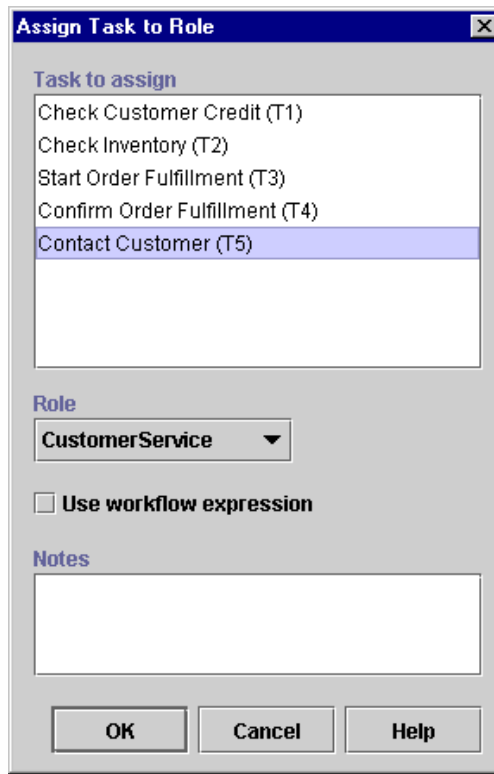 Assign Task to Role
Task to assign
Check Customer Credit (T1)
Check Inventory (T2)
Start Order Fulfillment (T3)
Confirm Order Fulfillment (T4)
Contact Customer (T5)
Role
CustomerService
Use workflow expression
Notes
OK Cancel Help